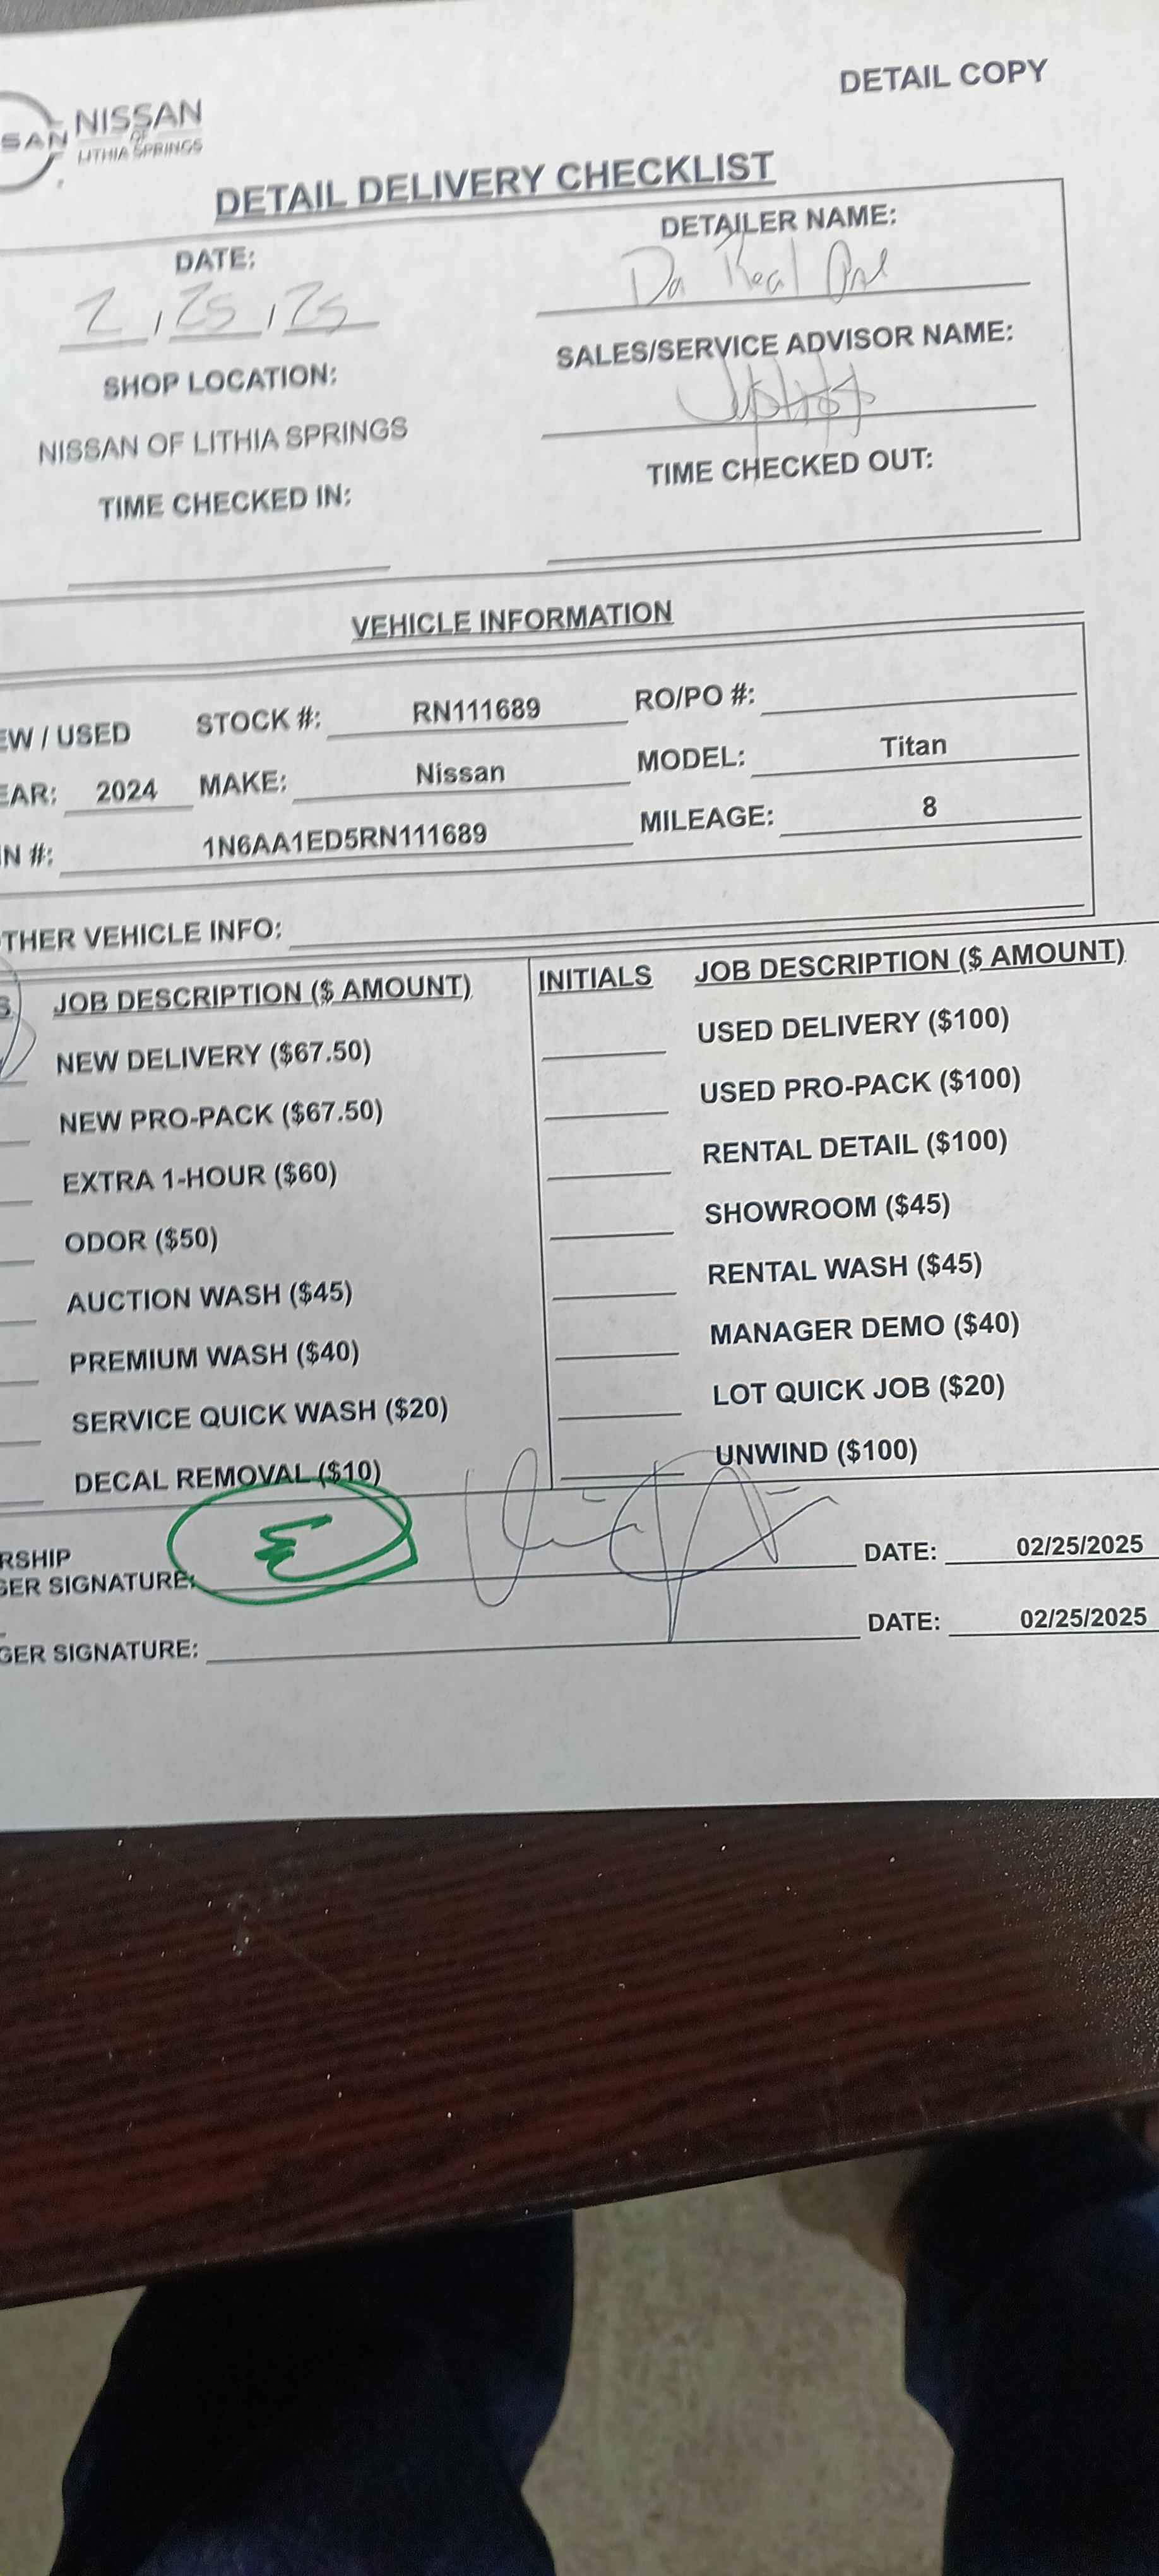 DETAIL COPY
SAN NISSAN
OF
LITHIA SPRINGS
DETAIL DELIVERY CHECKLIST
DATE: DETAILER NAME:
2 / 25 / 25 Da Real One
SHOP LOCATION: SALES/SERVICE ADVISOR NAME:
NISSAN OF LITHIA SPRINGS
TIME CHECKED IN: TIME CHECKED OUT:
VEHICLE INFORMATION
EW / USED STOCK #: RN111689 RO/PO #:
EAR: 2024 MAKE: Nissan MODEL: Titan
IN #: 1N6AA1ED5RN111689 MILEAGE: 8
THER VEHICLE INFO:
S JOB DESCRIPTION ($ AMOUNT) INITIALS JOB DESCRIPTION ($ AMOUNT)
NEW DELIVERY ($67.50) USED DELIVERY ($100)
NEW PRO-PACK ($67.50) USED PRO-PACK ($100)
EXTRA 1-HOUR ($60) RENTAL DETAIL ($100)
ODOR ($50) SHOWROOM ($45)
AUCTION WASH ($45) RENTAL WASH ($45)
PREMIUM WASH ($40) MANAGER DEMO ($40)
SERVICE QUICK WASH ($20) LOT QUICK JOB ($20)
DECAL REMOVAL ($10) UNWIND ($100)
RSHIP
GER SIGNATURE: DATE: 02/25/2025
GER SIGNATURE: DATE: 02/25/2025